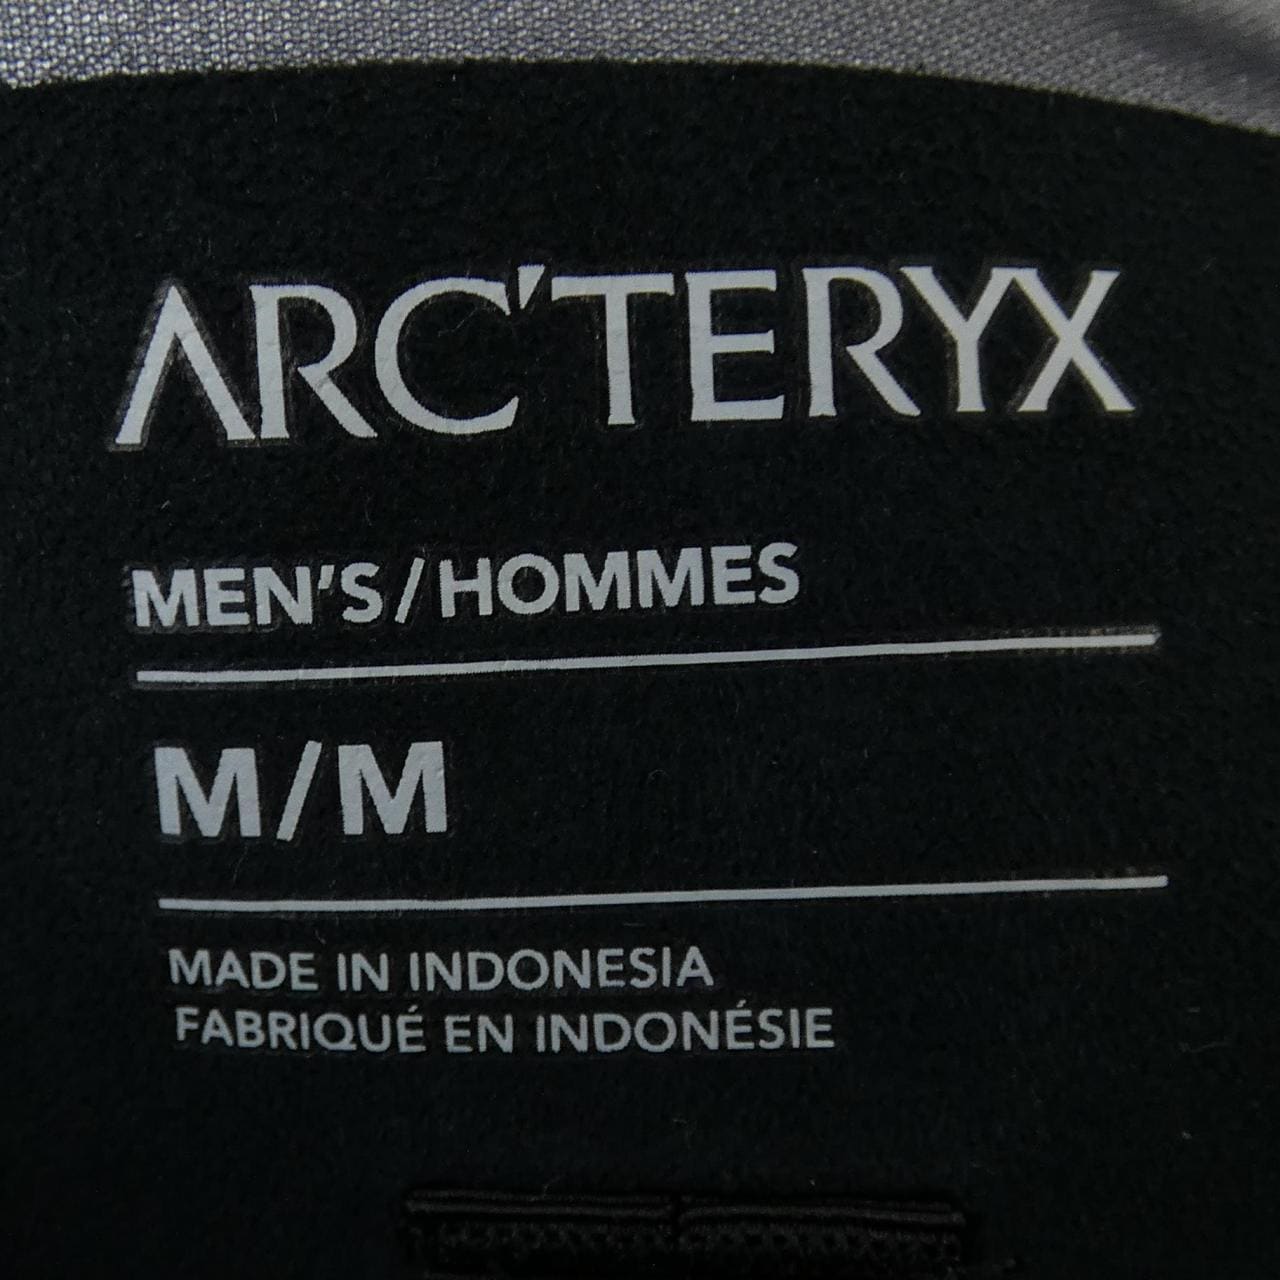 ARC'TERYX
MEN'S/HOMMES
M/M
MADE IN INDONESIA
FABRIQUÉ EN INDONÉSIE